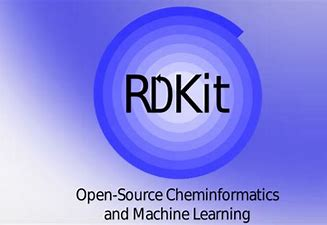 RDKit
Open-Source Cheminformatics
and Machine Learning